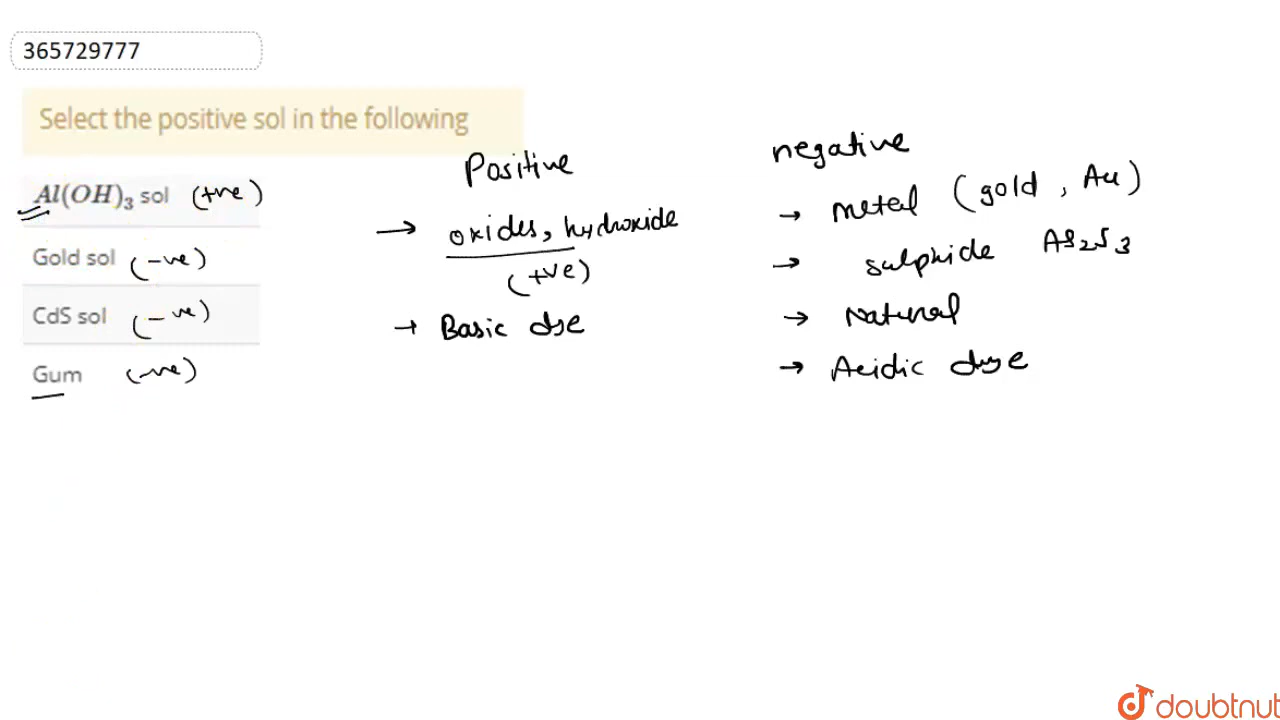 365729777
Select the positive sol in the following
Al(OH)₃ sol (+ve)
Gold sol (-ve)
CdS sol (-ve)
Gum (-ve)
Positive
→ oxides, hydroxide
(+ve)
→ Basic dye
negative
→ metal (gold, Au)
→ sulphide As₂S₃
→ Natural
→ Acidic dye
doubtnut